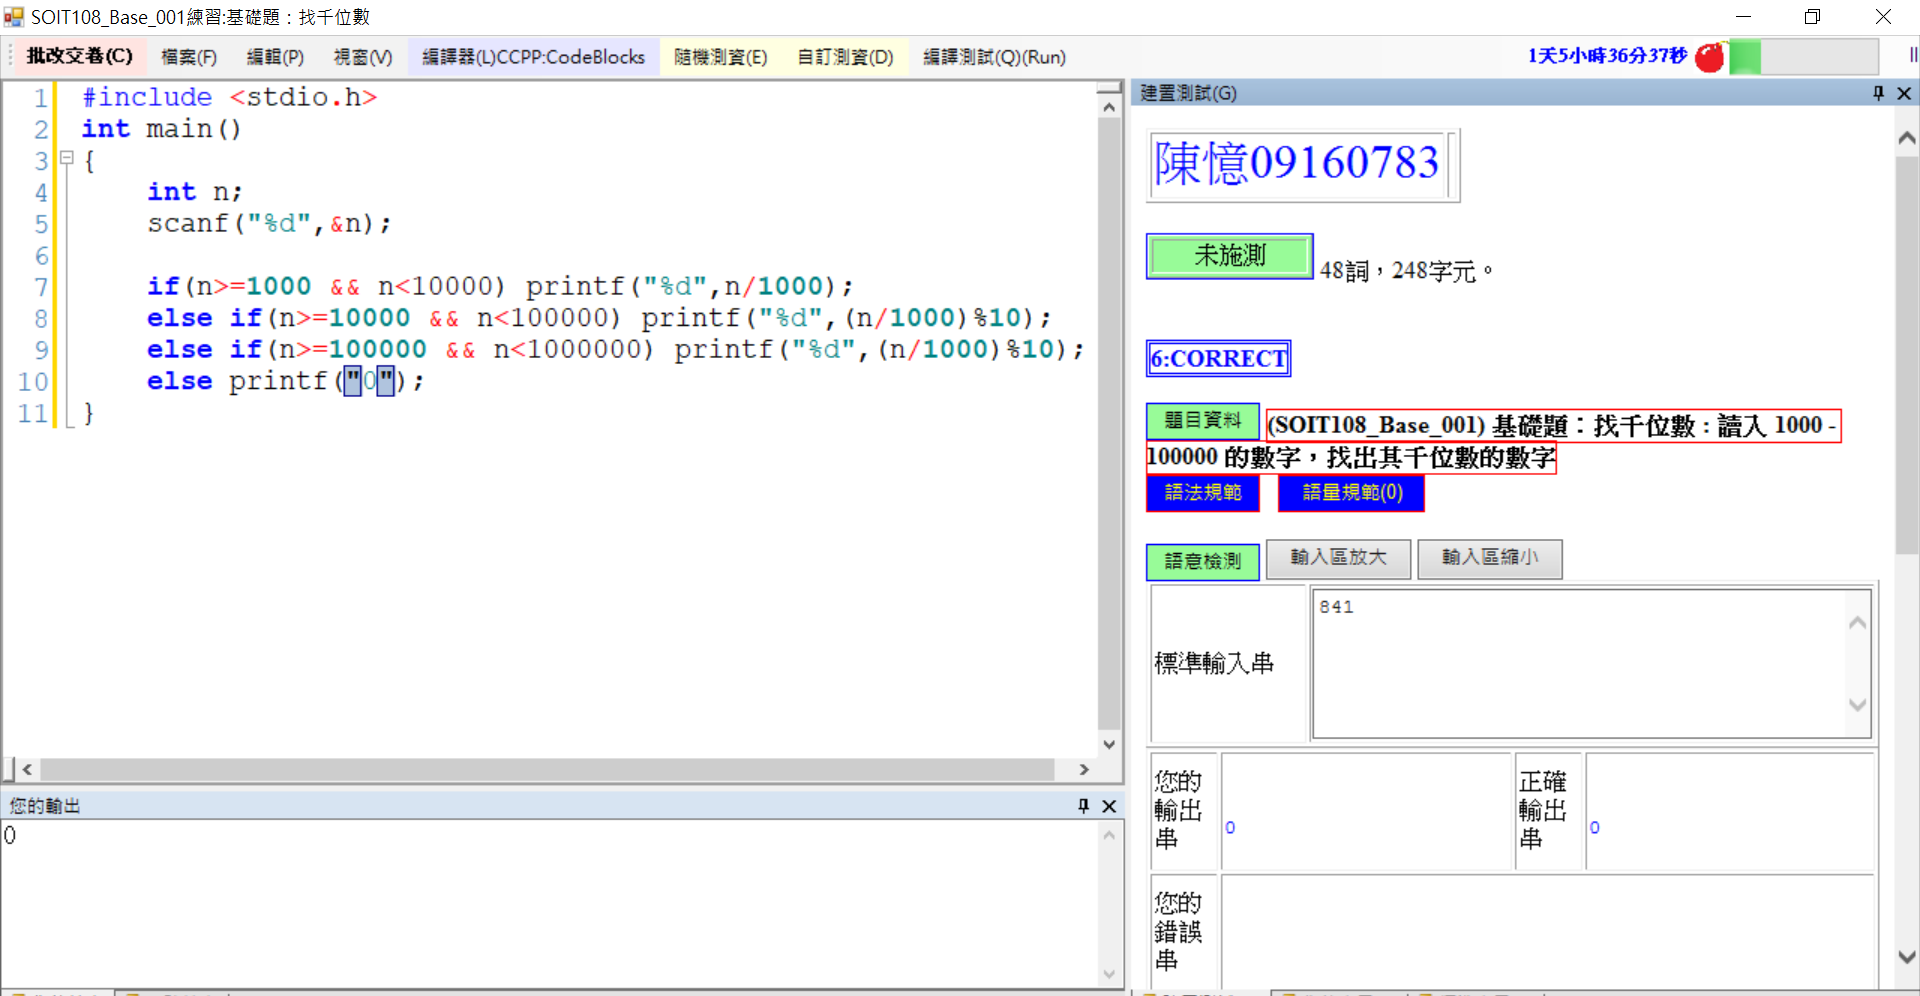 SOIT108_Base_001練習:基礎題：找千位數
批改交卷(C) 檔案(F) 編輯(P) 視窗(V) 編譯器(L)CCPP:CodeBlocks 隨機測資(E) 自訂測資(D) 編譯測試(Q)(Run) 1天5小時36分37秒
1 #include <stdio.h>
2 int main()
3 {
4 int n;
5 scanf("%d",&n);
6
7 if(n>=1000 && n<10000) printf("%d",n/1000);
8 else if(n>=10000 && n<100000) printf("%d",(n/1000)%10);
9 else if(n>=100000 && n<1000000) printf("%d",(n/1000)%10);
10 else printf("0");
11 }
您的輸出
0
建置測試(G)
陳憶09160783
未施測 48詞，248字元。
6:CORRECT
題目資料 (SOIT108_Base_001) 基礎題：找千位數 : 讀入 1000 -
100000 的數字，找出其千位數的數字
語法規範 語量規範(0)
語意檢測 輸入區放大 輸入區縮小
標準輸入串 841
您的
輸出
串
0
正確
輸出
串
0
您的
錯誤
串